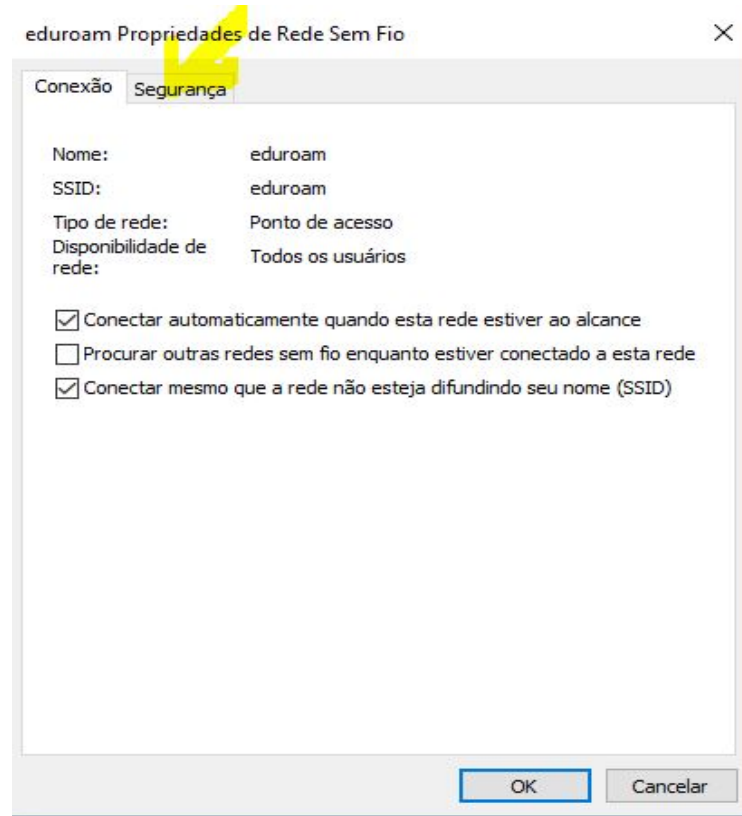 eduroam Propriedades de Rede Sem Fio
Conexão Segurança
Nome: eduroam
SSID: eduroam
Tipo de rede: Ponto de acesso
Disponibilidade de rede: Todos os usuários
Conectar automaticamente quando esta rede estiver ao alcance
Procurar outras redes sem fio enquanto estiver conectado a esta rede
Conectar mesmo que a rede não esteja difundindo seu nome (SSID)
OK Cancelar